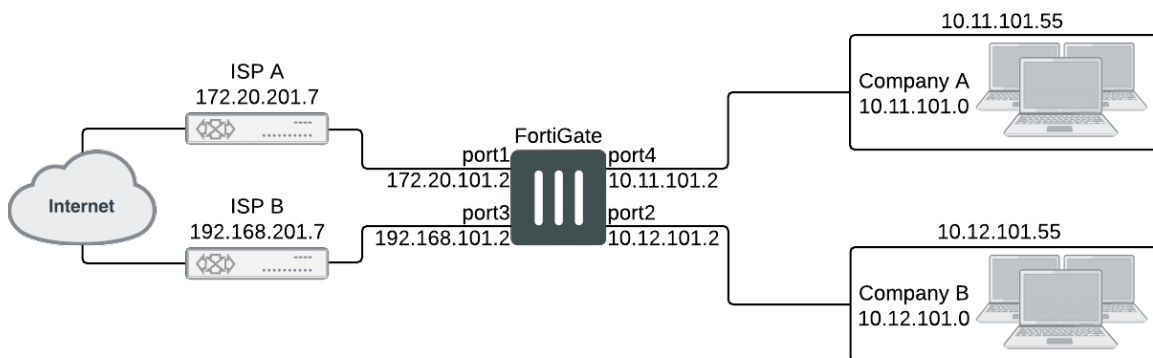 ISP A
172.20.201.7
Internet
ISP B
192.168.201.7
FortiGate
port1
172.20.101.2
port3
192.168.101.2
port4
10.11.101.2
port2
10.12.101.2
10.11.101.55
Company A
10.11.101.0
10.12.101.55
Company B
10.12.101.0